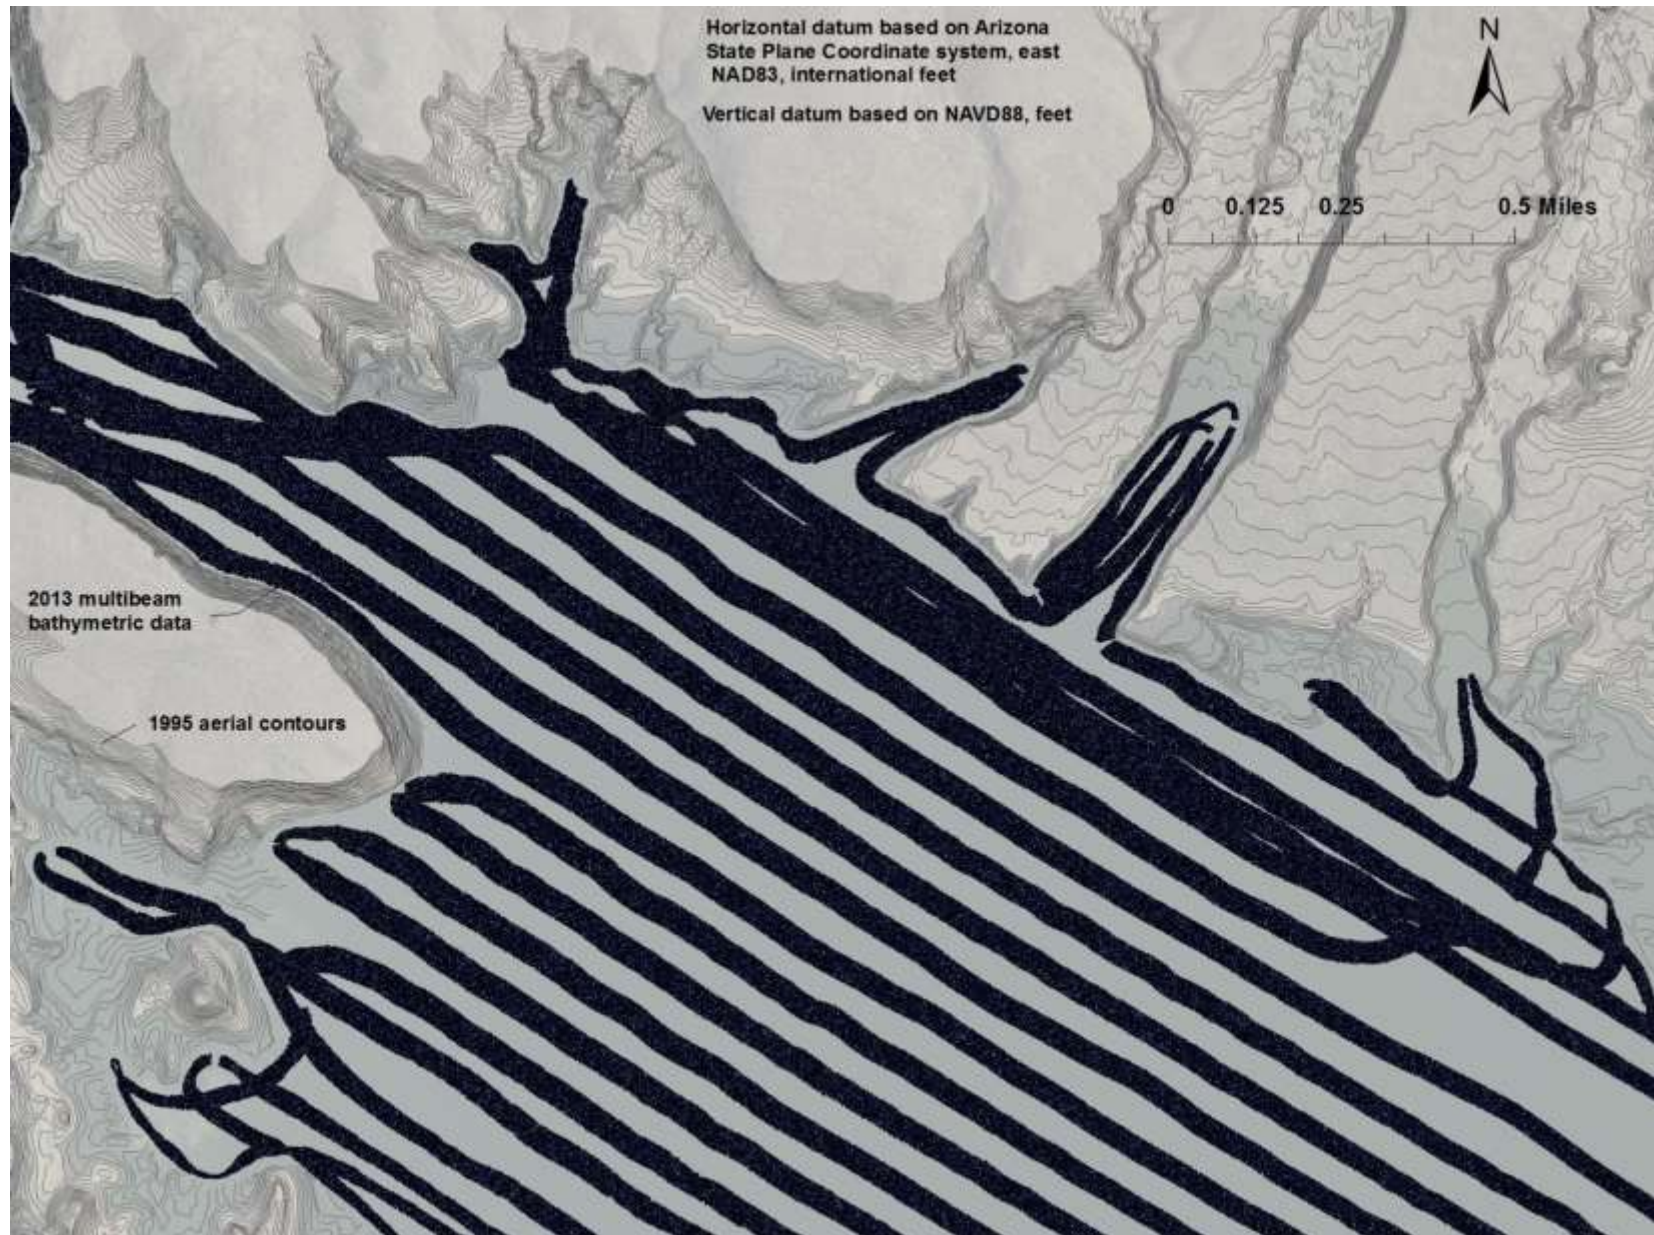 Horizontal datum based on Arizona
State Plane Coordinate system, east
NAD83, international feet
Vertical datum based on NAVD88, feet
N
0 0.125 0.25 0.5 Miles
2013 multibeam
bathymetric data
1995 aerial contours